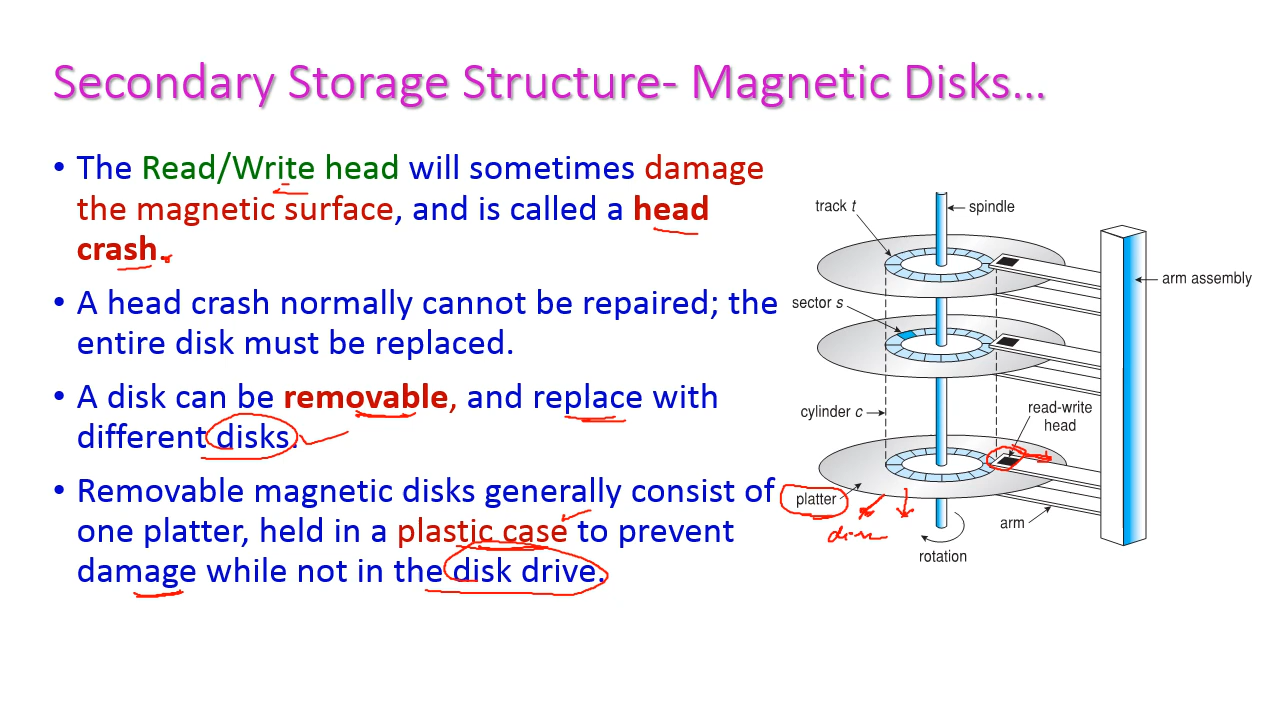 Secondary Storage Structure- Magnetic Disks...
• The Read/Write head will sometimes damage
the magnetic surface, and is called a head
crash.
• A head crash normally cannot be repaired; the
entire disk must be replaced.
• A disk can be removable, and replace with
different disks.
• Removable magnetic disks generally consist of
one platter, held in a plastic case to prevent
damage while not in the disk drive.
track t
spindle
arm assembly
sector s
cylinder c
read-write
head
platter
arm
rotation